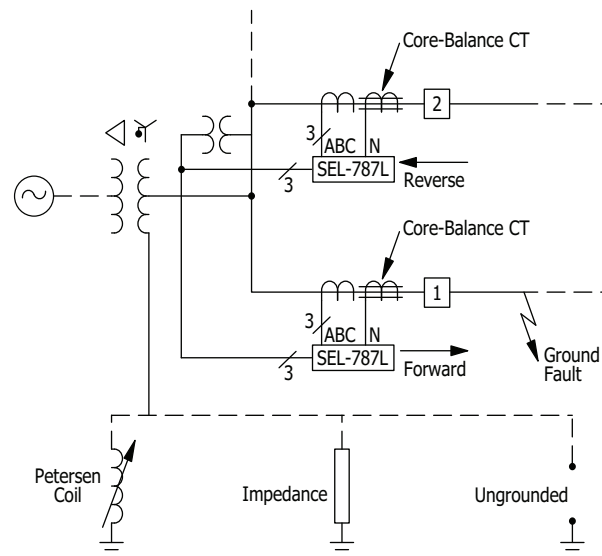 Core-Balance CT
2
3
ABC N
SEL-787L
3
Reverse
Core-Balance CT
1
3
ABC N
SEL-787L
3
Forward
Ground
Fault
Petersen
Coil
Impedance
Ungrounded